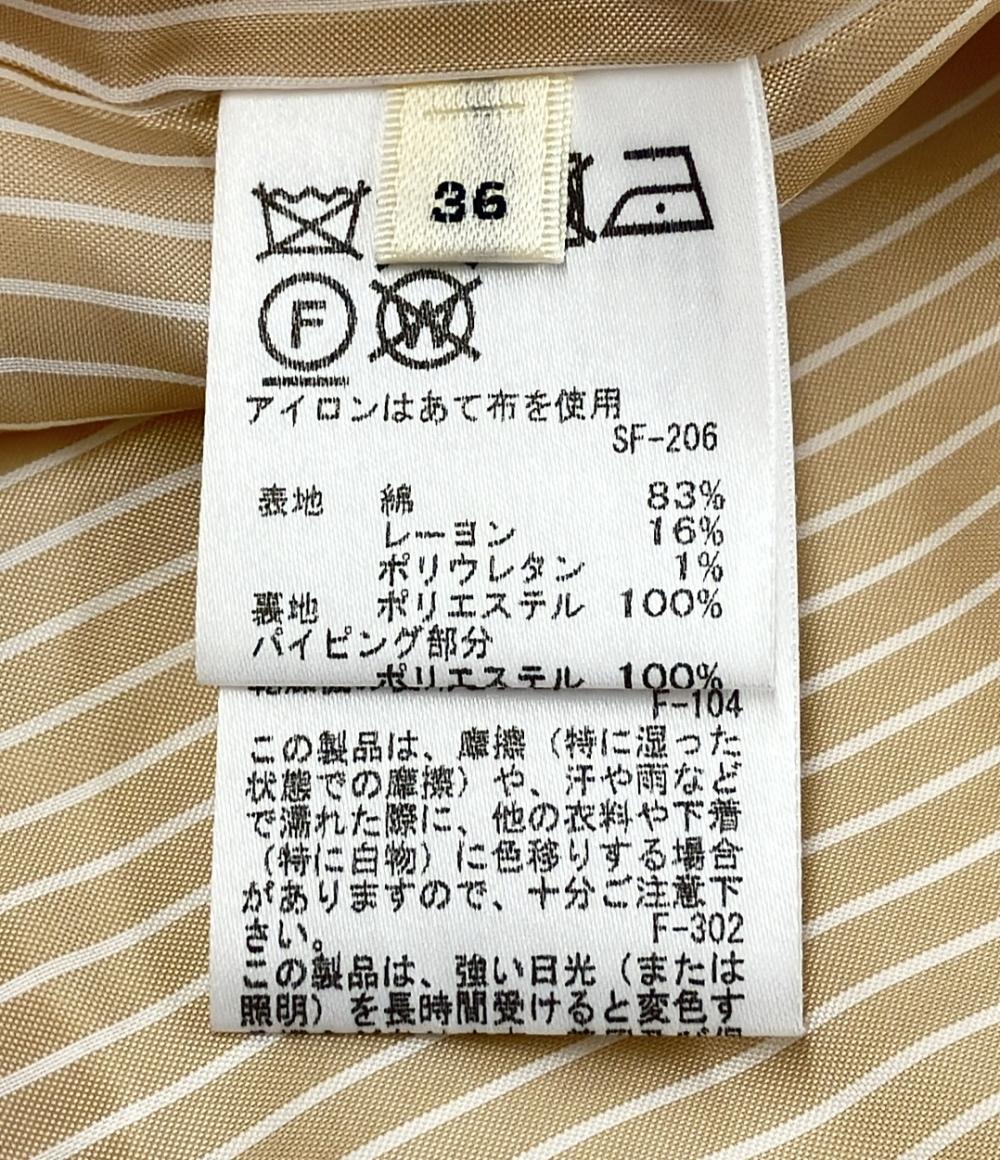 36
F
W
アイロンはあて布を使用
SF-206
表地 綿 83%
レーヨン 16%
ポリウレタン 1%
裏地 ポリエステル 100%
パイピング部分
ポリエステル 100%
F-104
この製品は、摩擦（特に湿った
状態での摩擦）や、汗や雨など
で濡れた際に、他の衣料や下着
（特に白物）に色移りする場合
がありますので、十分ご注意下
さい。 F-302
この製品は、強い日光（または
照明）を長時間受けると変色す